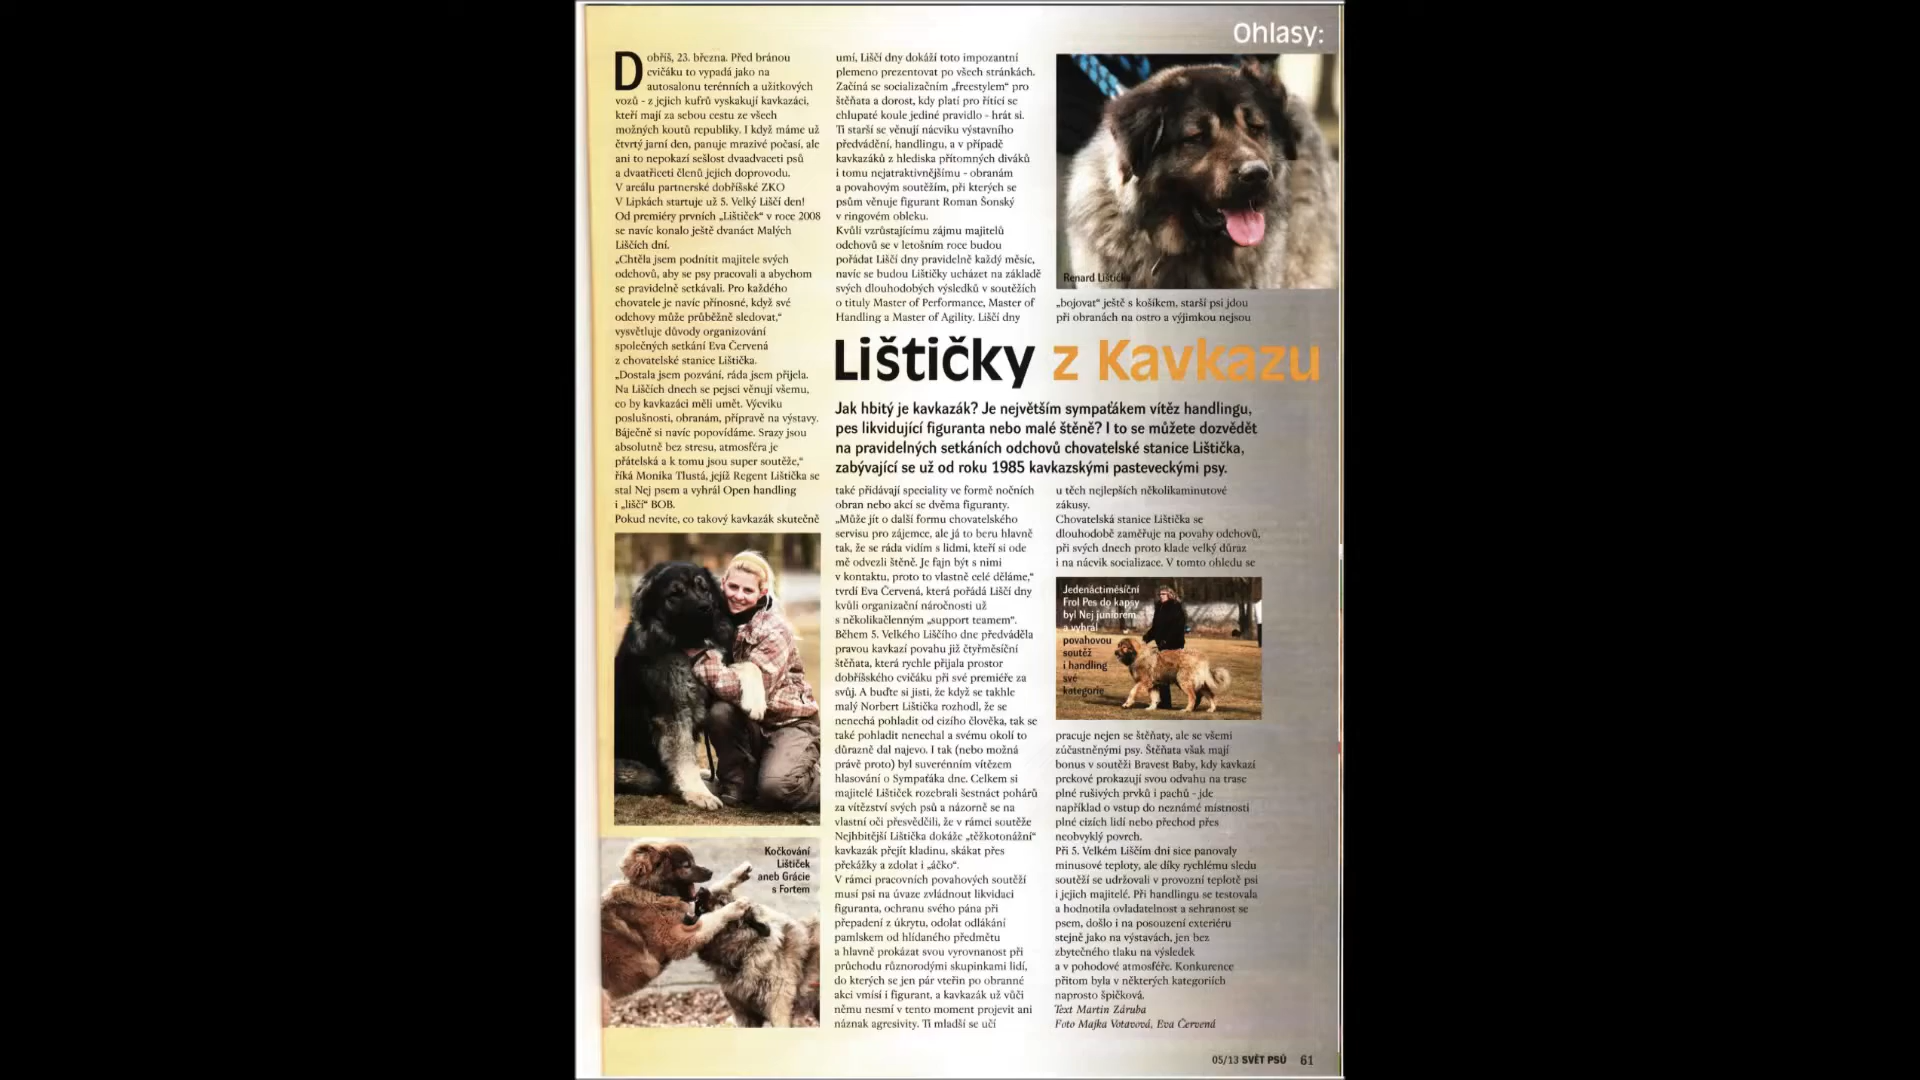 Ohlasy:
Dobříš, 23. března. Před bránou
cvičáku to vypadá jako na
autosalonu terénních a užitkových
vozů - z jejich kufrů vyskakují kavkazáci,
kteří mají za sebou cestu ze všech
možných koutů republiky. I když máme už
čtvrtý jarní den, panuje mrazivé počasí, ale
ani to nepokazí sešlost dvaadvaceti psů
a dvaatřiceti členů jejich doprovodu.
V areálu partnerské dobříšské ZKO
V Lipkách startuje už 5. Velký Liščí den!
Od premiéry prvních „Lištiček“ v roce 2008
se navíc konalo ještě dvanáct Malých
Liščích dní.
„Chtěla jsem podnítit majitele svých
odchovů, aby se psy pracovali a abychom
se pravidelně setkávali. Pro každého
chovatele je navíc přínosné, když své
odchovy může průběžně sledovat,“
vysvětluje důvody organizování
společných setkání Eva Červená
z chovatelské stanice Lištička.
„Dostala jsem pozvání, ráda jsem přijela.
Na Liščích dnech se pejsci věnují všemu,
co by kavkazáci měli umět. Výcviku
poslušnosti, obranám, přípravě na výstavy.
Báječně si navíc popovídáme. Srazy jsou
absolutně bez stresu, atmosféra je
přátelská a k tomu jsou super soutěže,“
říká Monika Tlustá, jejíž Regent Lištička se
stal Nej psem a vyhrál Open handling
i „liščí“ BOB.
Pokud nevíte, co takový kavkazák skutečně
umí, Liščí dny dokáží toto impozantní
plemeno prezentovat po všech stránkách.
Začíná se socializačním „freestylem“ pro
štěňata a dorost, kdy platí pro řítící se
chlupaté koule jediné pravidlo - hrát si.
Ti starší se věnují nácviku výstavního
předvádění, handlingu, a v případě
kavkazáků z hlediska přítomných diváků
i tomu nejatraktivnějšímu - obranám
a povahovým soutěžím, při kterých se
psům věnuje figurant Roman Šonský
v ringovém obleku.
Kvůli vzrůstajícímu zájmu majitelů
odchovů se v letošním roce budou
pořádat Liščí dny pravidelně každý měsíc,
navíc se budou Lištičky ucházet na základě
svých dlouhodobých výsledků v soutěžích
o tituly Master of Performance, Master of
Handling a Master of Agility. Liščí dny
Renard Lištička
„bojovat“ ještě s košíkem, starší psi jdou
při obranách na ostro a výjimkou nejsou
Lištičky z Kavkazu
Jak hbitý je kavkazák? Je největším sympaťákem vítěz handlingu,
pes likvidující figuranta nebo malé štěně? I to se můžete dozvědět
na pravidelných setkáních odchovů chovatelské stanice Lištička,
zabývající se už od roku 1985 kavkazskými pasteveckými psy.
také přidávají speciality ve formě nočních
obran nebo akcí se dvěma figuranty.
„Může jít o další formu chovatelského
servisu pro zájemce, ale já to beru hlavně
tak, že se ráda vidím s lidmi, kteří si ode
mě odvezli štěně. Je fajn být s nimi
v kontaktu, proto to vlastně celé děláme,“
tvrdí Eva Červená, která pořádá Liščí dny
kvůli organizační náročnosti už
s několikačlenným „support teamem“.
Během 5. Velkého Liščího dne předváděla
pravou kavkazí povahu již čtyřměsíční
štěňata, která rychle přijala prostor
dobříšského cvičáku při své premiéře za
svůj. A buďte si jisti, že když se takhle
malý Norbert Lištička rozhodl, že se
nenechá pohladit od cizího člověka, tak se
také pohladit nenechal a svému okolí to
důrazně dal najevo. I tak (nebo možná
právě proto) byl suverénním vítězem
hlasování o Sympaťáka dne. Celkem si
majitelé Lištiček rozebrali šestnáct pohárů
za vítězství svých psů a názorně se na
vlastní oči přesvědčili, že v rámci soutěže
Nejhbitější Lištička dokáže „těžkotonážní“
kavkazák přejít kladinu, skákat přes
překážky a zdolat i „áčko“.
V rámci pracovních povahových soutěží
musí psi na úvaze zvládnout likvidaci
figuranta, ochranu svého pána při
přepadení z úkrytu, odolat odlákání
pamlskem od hlídaného předmětu
a hlavně prokázat svou vyrovnanost při
průchodu různorodými skupinkami lidí,
do kterých se jen pár vteřin po obranné
akci vmísí i figurant, a kavkazák už vůči
němu nesmí v tento moment projevit ani
náznak agresivity. Ti mladší se učí
u těch nejlepších několikaminutové
zákusy.
Chovatelská stanice Lištička se
dlouhodobě zaměřuje na povahy odchovů,
při svých dnech proto klade velký důraz
i na nácvik socializace. V tomto ohledu se
Jedenáctiměsíční
Frol Pes do kapsy
byl Nej juniorem
a vyhrál
povahovou
soutěž
i handling
své
kategorie
pracuje nejen se štěňaty, ale se všemi
zúčastněnými psy. Štěňata však mají
bonus v soutěži Bravest Baby, kdy kavkazí
prckové prokazují svou odvahu na trase
plné rušivých prvků i pachů - jde
například o vstup do neznámé místnosti
plné cizích lidí nebo přechod přes
neobvyklý povrch.
Při 5. Velkém Liščím dni sice panovaly
minusové teploty, ale díky rychlému sledu
soutěží se udržovali v provozní teplotě psi
i jejich majitelé. Při handlingu se testovala
a hodnotila ovladatelnost a sehranost se
psem, došlo i na posouzení exteriéru
stejně jako na výstavách, jen bez
zbytečného tlaku na výsledek
a v pohodové atmosféře. Konkurence
přitom byla v některých kategoriích
naprosto špičková.
Text Martin Záruba
Foto Majka Votavová, Eva Červená
Kočkování
Lištiček
aneb Grácie
s Fortem
05/13 SVĚT PSŮ 61